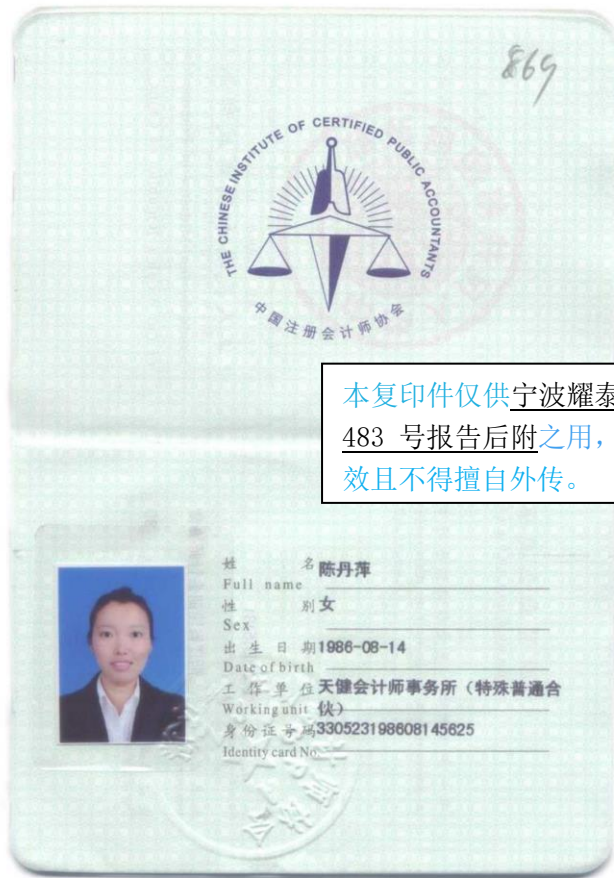 869
THE CHINESE INSTITUTE OF CERTIFIED PUBLIC ACCOUNTANTS
中国注册会计师协会
本复印件仅供宁波耀泰
483 号报告后附之用，
效且不得擅自外传。
姓 名 陈丹萍
Full name
性 别 女
Sex
出生日期 1986-08-14
Date of birth
工作单位 天健会计师事务所（特殊普通合
Working unit 伙）
身份证号码 330523198608145625
Identity card No.